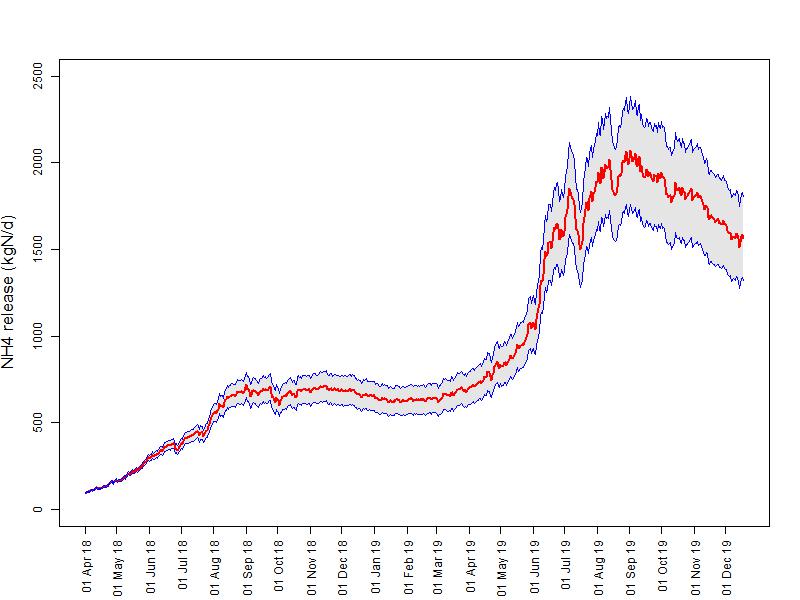 NH4 release (kgN/d)
2500
2000
1500
1000
500
0
01 Apr 18
01 May 18
01 Jun 18
01 Jul 18
01 Aug 18
01 Sep 18
01 Oct 18
01 Nov 18
01 Dec 18
01 Jan 19
01 Feb 19
01 Mar 19
01 Apr 19
01 May 19
01 Jun 19
01 Jul 19
01 Aug 19
01 Sep 19
01 Oct 19
01 Nov 19
01 Dec 19